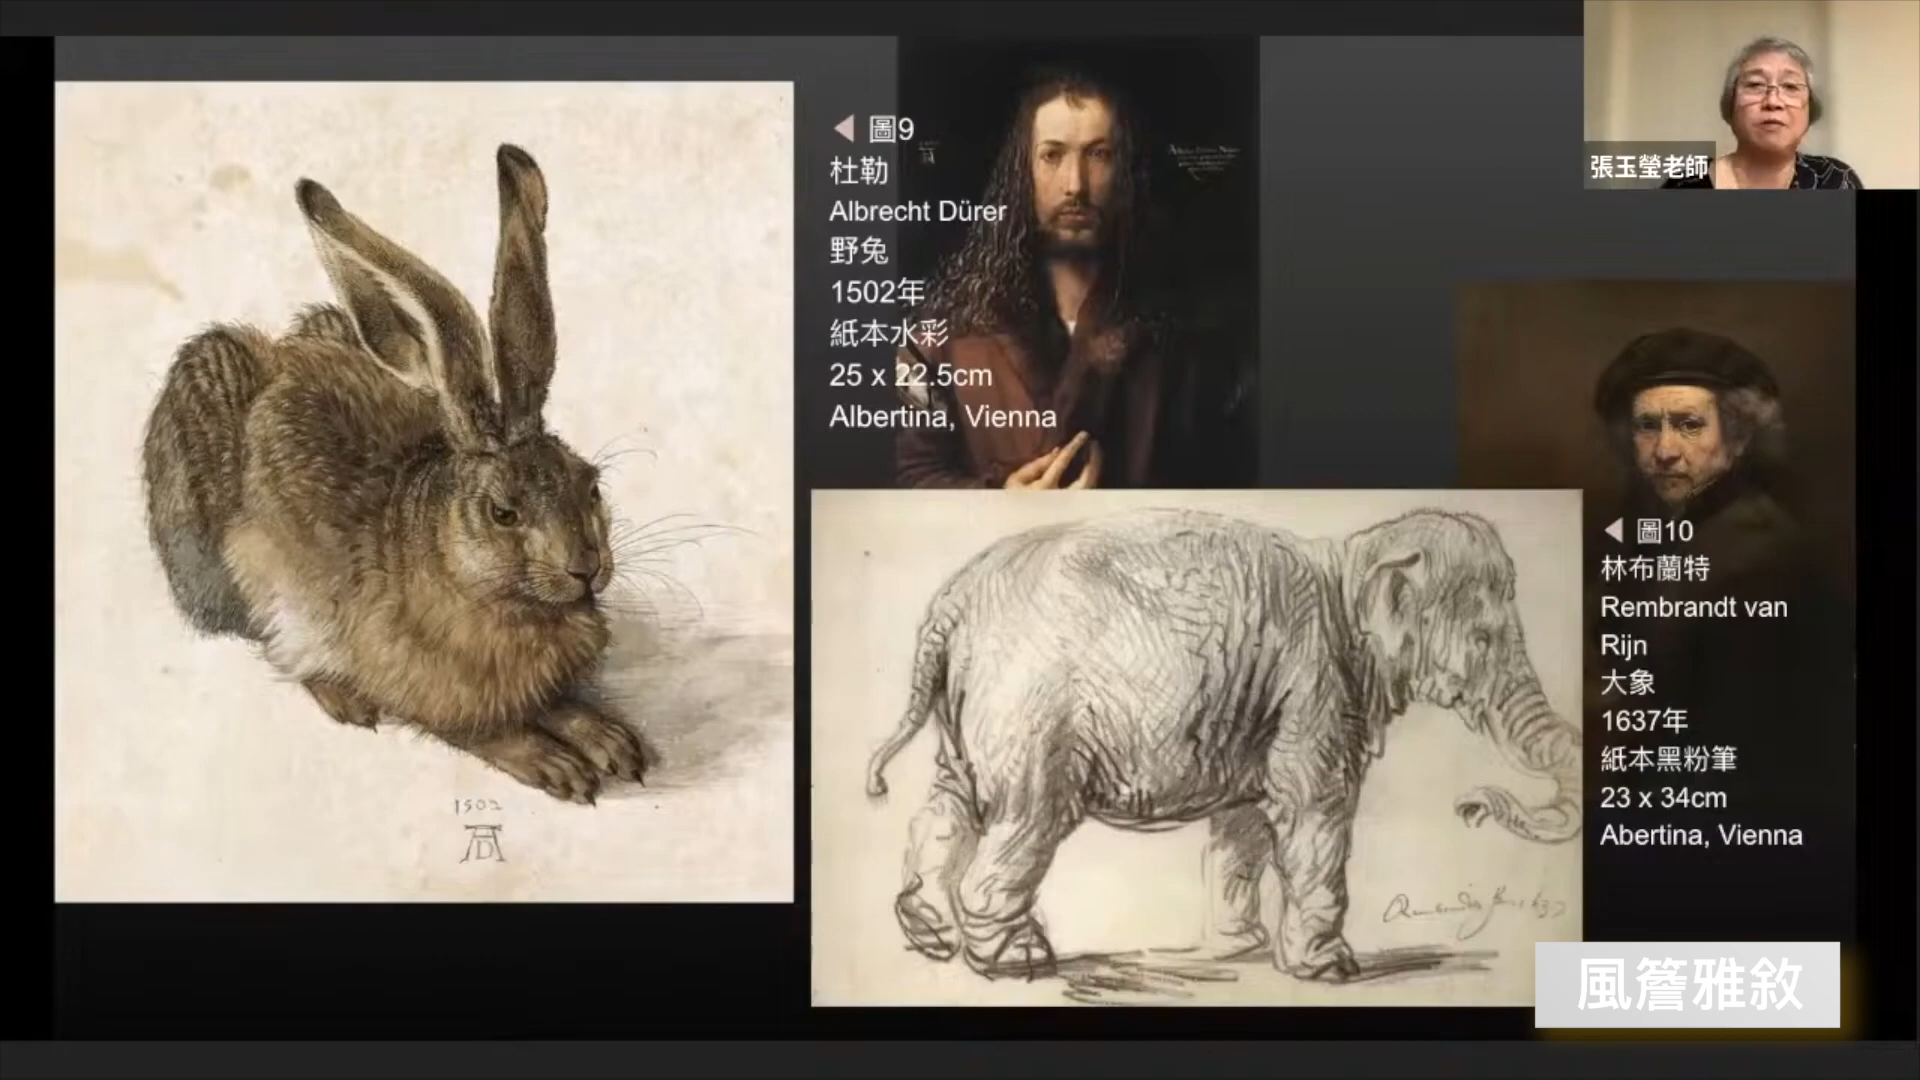 ◀ 圖9
杜勒
Albrecht Dürer
野兔
1502年
紙本水彩
25 x 22.5cm
Albertina, Vienna
張玉瑩老師
◀ 圖10
林布蘭特
Rembrandt van
Rijn
大象
1637年
紙本黑粉筆
23 x 34cm
Abertina, Vienna
1502
AD
風簷雅敘